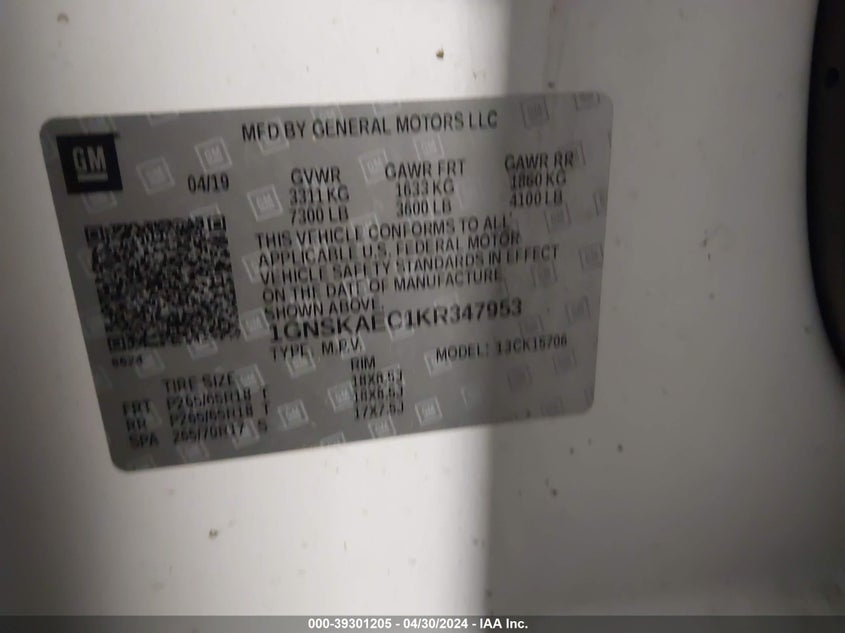 GM
MFD BY GENERAL MOTORS LLC
04/19
GVWR
3311 KG
7300 LB
GAWR FRT
1633 KG
3600 LB
GAWR RR
1860 KG
4100 LB
THIS VEHICLE CONFORMS TO ALL
APPLICABLE U.S. FEDERAL MOTOR
VEHICLE SAFETY STANDARDS IN EFFECT
ON THE DATE OF MANUFACTURE
SHOWN ABOVE.
1GNSKAEC1KR347953
TYPE: M.P.V.
MODEL: 13CK15706
TIRE SIZE
RIM
FRT P265/65R18 T 18X8.5J
RR P265/65R18 T 18X8.5J
SPA 265/70R17 S 17X7.5J
000-39301205 - 04/30/2024 - IAA Inc.